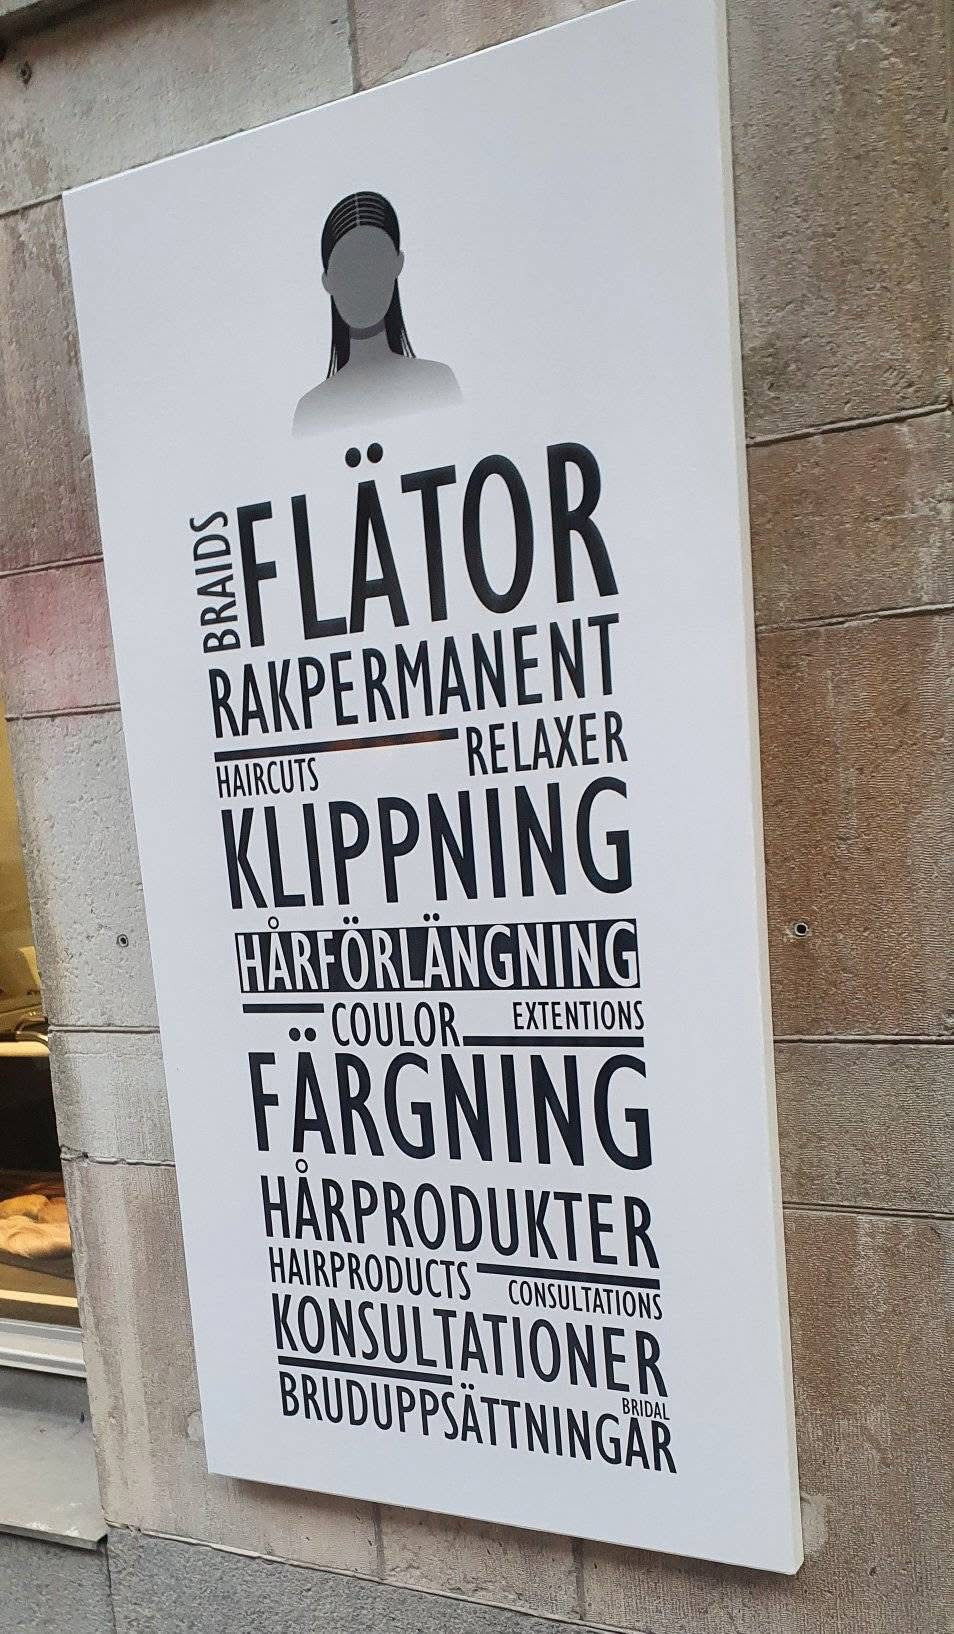 BRAIDS
FLÄTOR
RAKPERMANENT
RELAXER
HAIRCUTS
KLIPPNING
HÅRFÖRLÄNGNING
COULOR
EXTENTIONS
FÄRGNING
HÅRPRODUKTER
HAIRPRODUCTS
CONSULTATIONS
KONSULTATIONER
BRIDAL
BRUDUPPSÄTTNINGAR